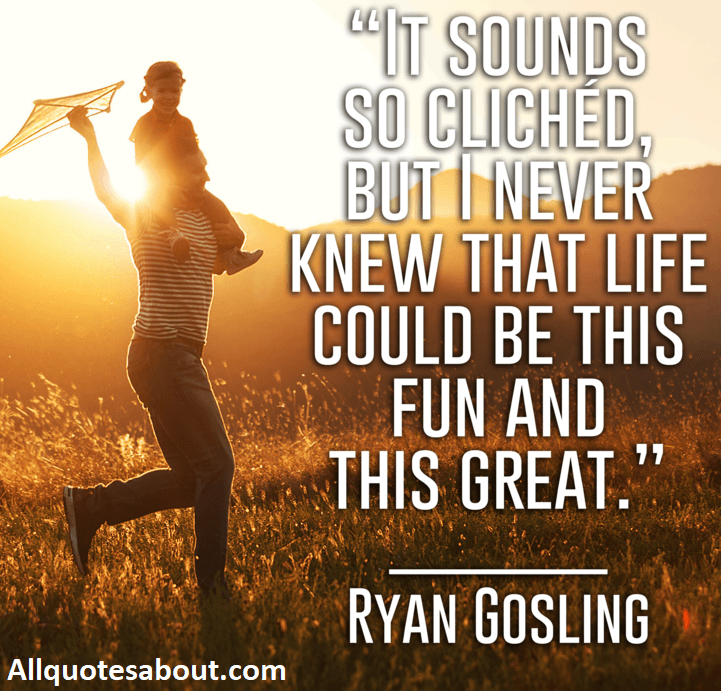 “IT SOUNDS
SO CLICHÉD,
BUT I NEVER
KNEW THAT LIFE
COULD BE THIS
FUN AND
THIS GREAT.”
RYAN GOSLING
Allquotesabout.com